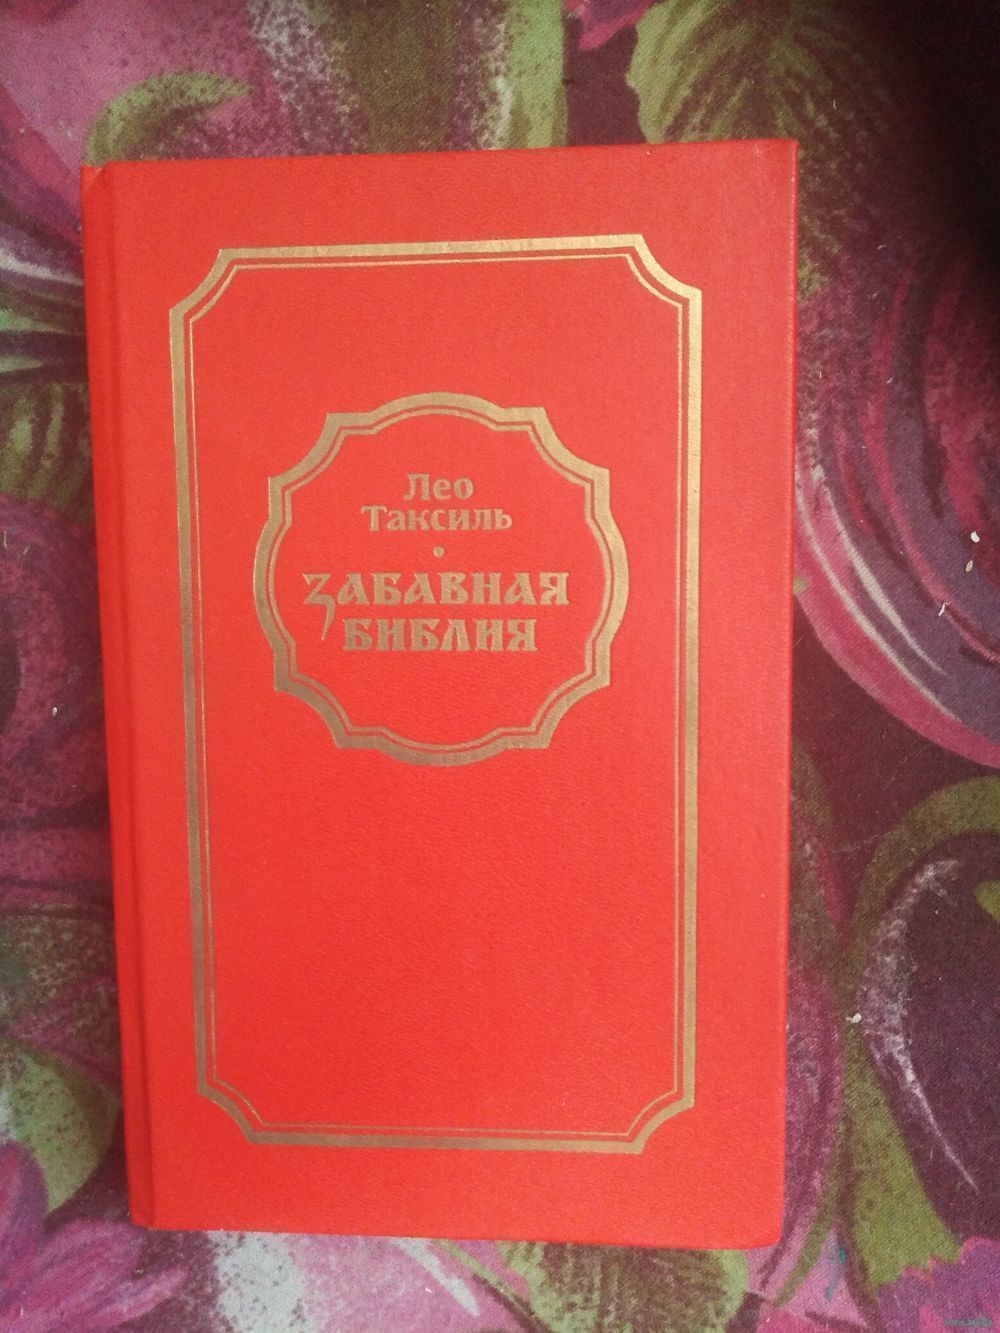 Лео
Таксиль
•
ЗАБАВНАЯ
БИБЛИЯ